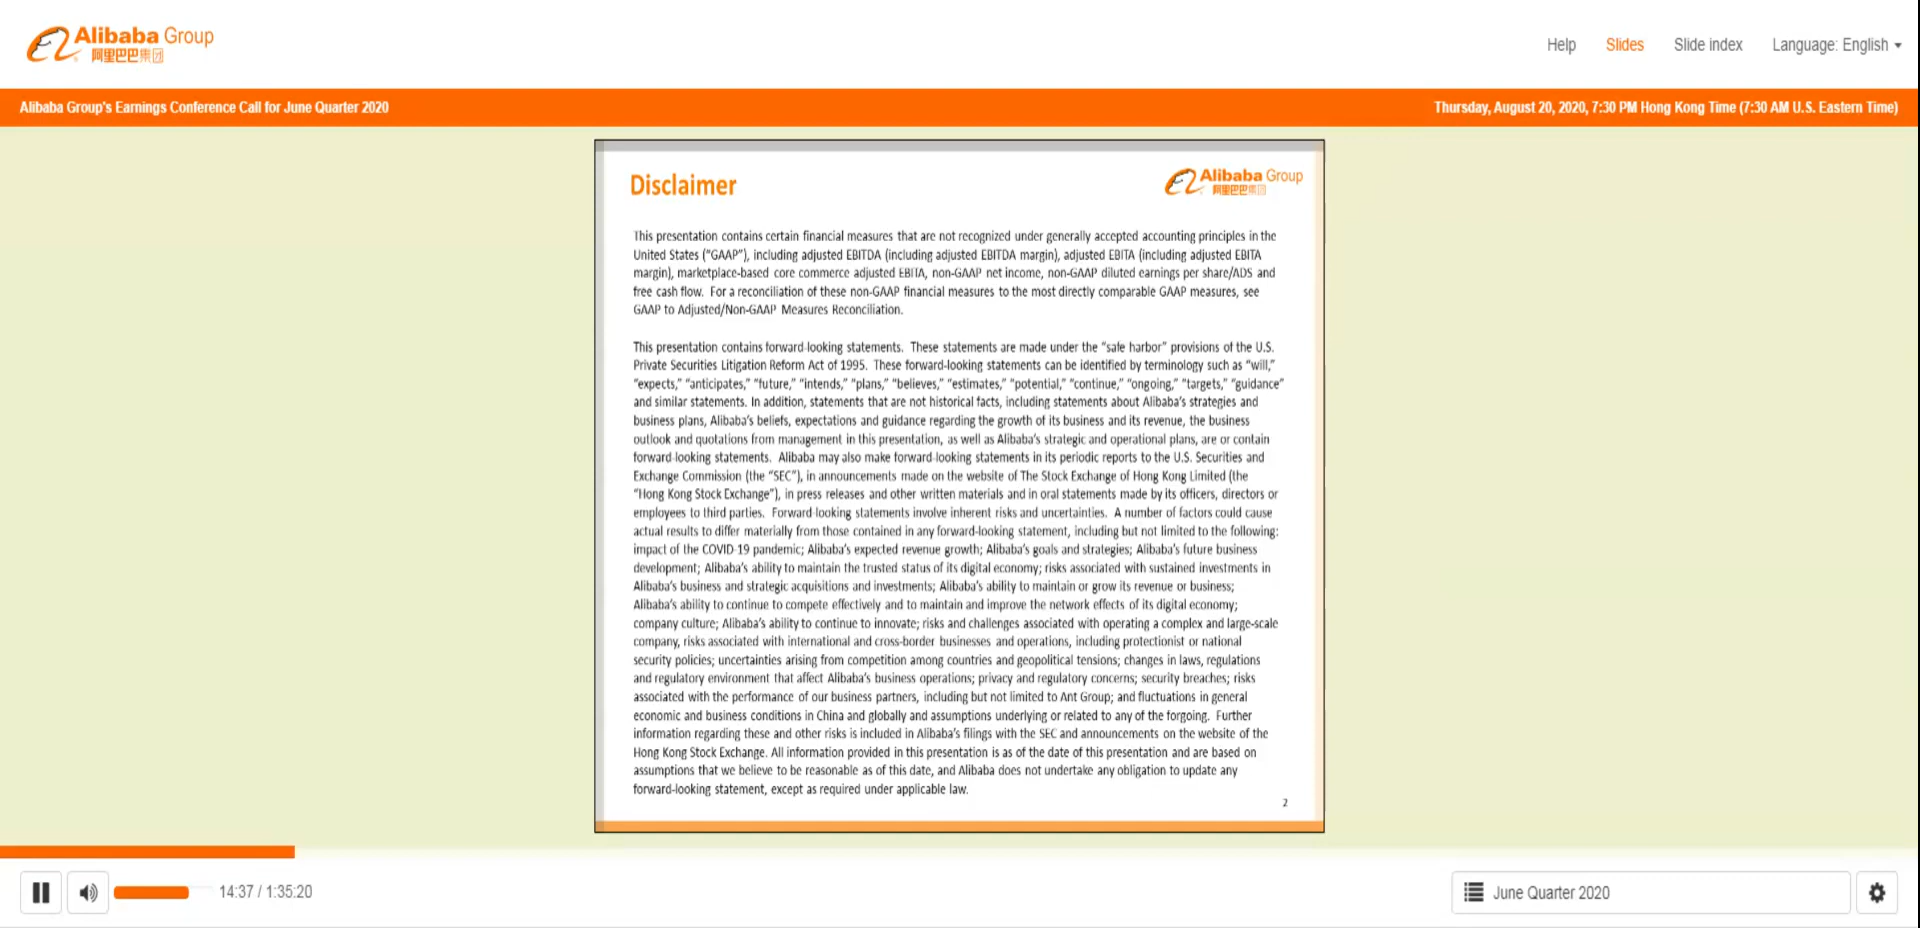 Alibaba Group
阿里巴巴集团
Help
Slides
Slide index
Language: English
Alibaba Group's Earnings Conference Call for June Quarter 2020
Thursday, August 20, 2020, 7:30 PM Hong Kong Time (7:30 AM U.S. Eastern Time)
Disclaimer
Alibaba Group
阿里巴巴集团
This presentation contains certain financial measures that are not recognized under generally accepted accounting principles in the
United States (“GAAP”), including adjusted EBITDA (including adjusted EBITDA margin), adjusted EBITA (including adjusted EBITA
margin), marketplace-based core commerce adjusted EBITA, non-GAAP net income, non-GAAP diluted earnings per share/ADS and
free cash flow. For a reconciliation of these non-GAAP financial measures to the most directly comparable GAAP measures, see
GAAP to Adjusted/Non-GAAP Measures Reconciliation.
This presentation contains forward-looking statements. These statements are made under the “safe harbor” provisions of the U.S.
Private Securities Litigation Reform Act of 1995. These forward-looking statements can be identified by terminology such as “will,”
“expects,” “anticipates,” “future,” “intends,” “plans,” “believes,” “estimates,” “potential,” “continue,” “ongoing,” “targets,” “guidance”
and similar statements. In addition, statements that are not historical facts, including statements about Alibaba’s strategies and
business plans, Alibaba’s beliefs, expectations and guidance regarding the growth of its business and its revenue, the business
outlook and quotations from management in this presentation, as well as Alibaba’s strategic and operational plans, are or contain
forward-looking statements. Alibaba may also make forward-looking statements in its periodic reports to the U.S. Securities and
Exchange Commission (the “SEC”), in announcements made on the website of The Stock Exchange of Hong Kong Limited (the
“Hong Kong Stock Exchange”), in press releases and other written materials and in oral statements made by its officers, directors or
employees to third parties. Forward-looking statements involve inherent risks and uncertainties. A number of factors could cause
actual results to differ materially from those contained in any forward-looking statement, including but not limited to the following:
impact of the COVID-19 pandemic; Alibaba’s expected revenue growth; Alibaba’s goals and strategies; Alibaba’s future business
development; Alibaba’s ability to maintain the trusted status of its digital economy; risks associated with sustained investments in
Alibaba’s business and strategic acquisitions and investments; Alibaba’s ability to maintain or grow its revenue or business;
Alibaba’s ability to continue to compete effectively and to maintain and improve the network effects of its digital economy;
company culture; Alibaba’s ability to continue to innovate; risks and challenges associated with operating a complex and large-scale
company, risks associated with international and cross-border businesses and operations, including protectionist or national
security policies; uncertainties arising from competition among countries and geopolitical tensions; changes in laws, regulations
and regulatory environment that affect Alibaba’s business operations; privacy and regulatory concerns; security breaches; risks
associated with the performance of our business partners, including but not limited to Ant Group; and fluctuations in general
economic and business conditions in China and globally and assumptions underlying or related to any of the forgoing. Further
information regarding these and other risks is included in Alibaba’s filings with the SEC and announcements on the website of the
Hong Kong Stock Exchange. All information provided in this presentation is as of the date of this presentation and are based on
assumptions that we believe to be reasonable as of this date, and Alibaba does not undertake any obligation to update any
forward-looking statement, except as required under applicable law.
2
14:37 / 1:35:20
June Quarter 2020